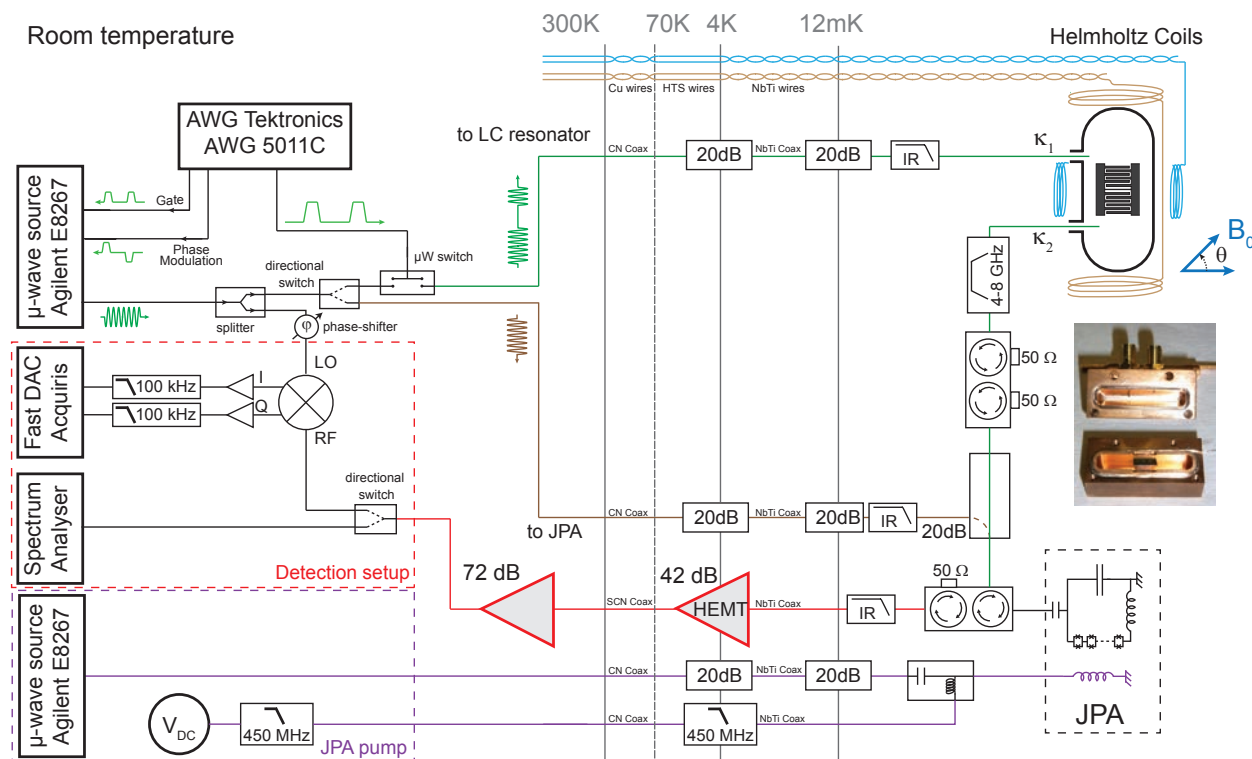 Room temperature
300K
70K
4K
12mK
Helmholtz Coils
Cu wires
HTS wires
NbTi wires
AWG Tektronics
AWG 5011C
to LC resonator
CN Coax
20dB
NbTi Coax
20dB
IR
κ1
κ2
B0
θ
μ-wave source
Agilent E8267
Gate
Phase
Modulation
μW switch
directional
switch
splitter
φ
phase-shifter
4-8 GHz
50 Ω
50 Ω
Fast DAC
Acquiris
100 kHz
100 kHz
I
Q
LO
RF
Spectrum
Analyser
directional
switch
Detection setup
to JPA
CN Coax
20dB
NbTi Coax
20dB
IR
20dB
72 dB
SCN Coax
42 dB
HEMT
NbTi Coax
IR
50 Ω
μ-wave source
Agilent E8267
CN Coax
20dB
NbTi Coax
20dB
VDC
450 MHz
JPA pump
CN Coax
450 MHz
NbTi Coax
JPA